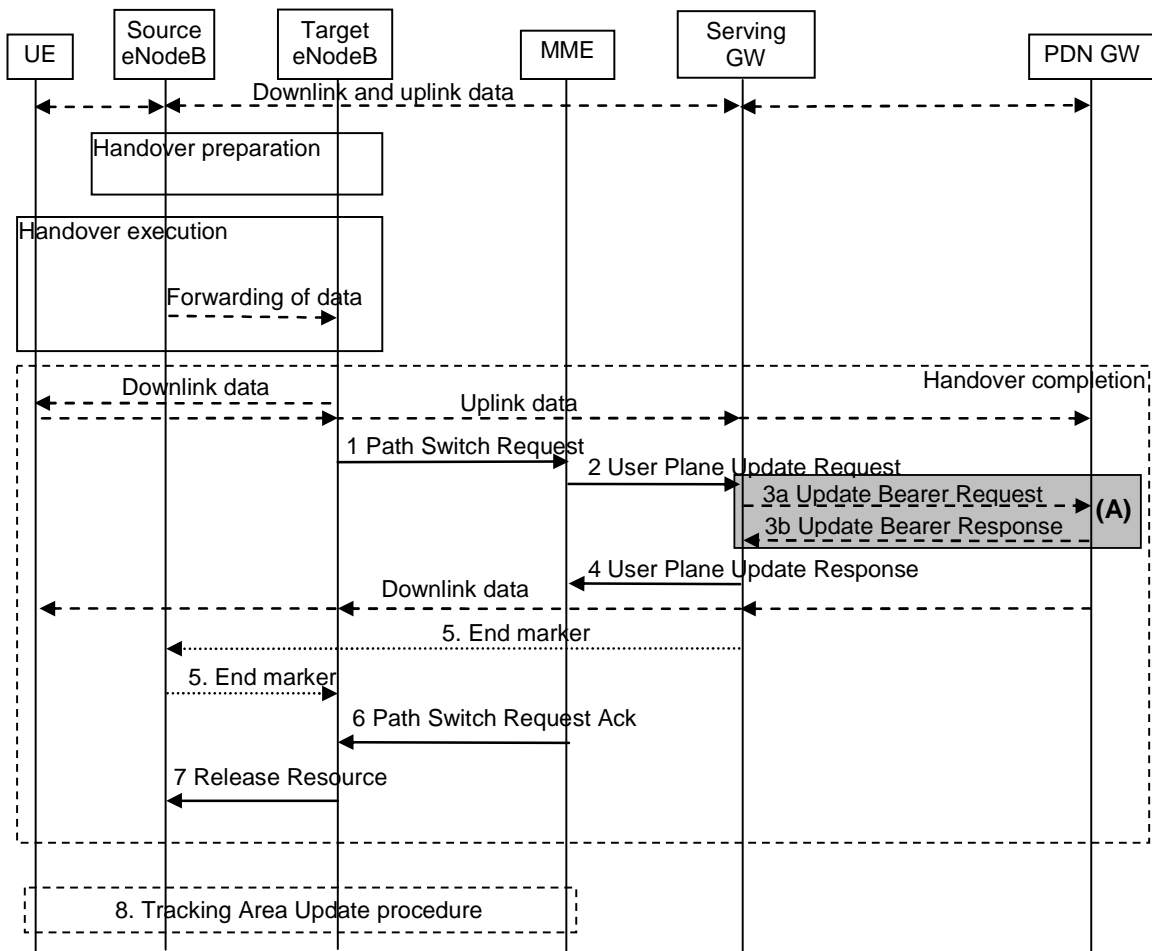 UE
Source
eNodeB
Target
eNodeB
MME
Serving
GW
PDN GW
Downlink and uplink data
Handover preparation
Handover execution
Forwarding of data
Handover completion
Downlink data
Uplink data
1 Path Switch Request
2 User Plane Update Request
3a Update Bearer Request
(A)
3b Update Bearer Response
4 User Plane Update Response
Downlink data
5. End marker
5. End marker
6 Path Switch Request Ack
7 Release Resource
8. Tracking Area Update procedure